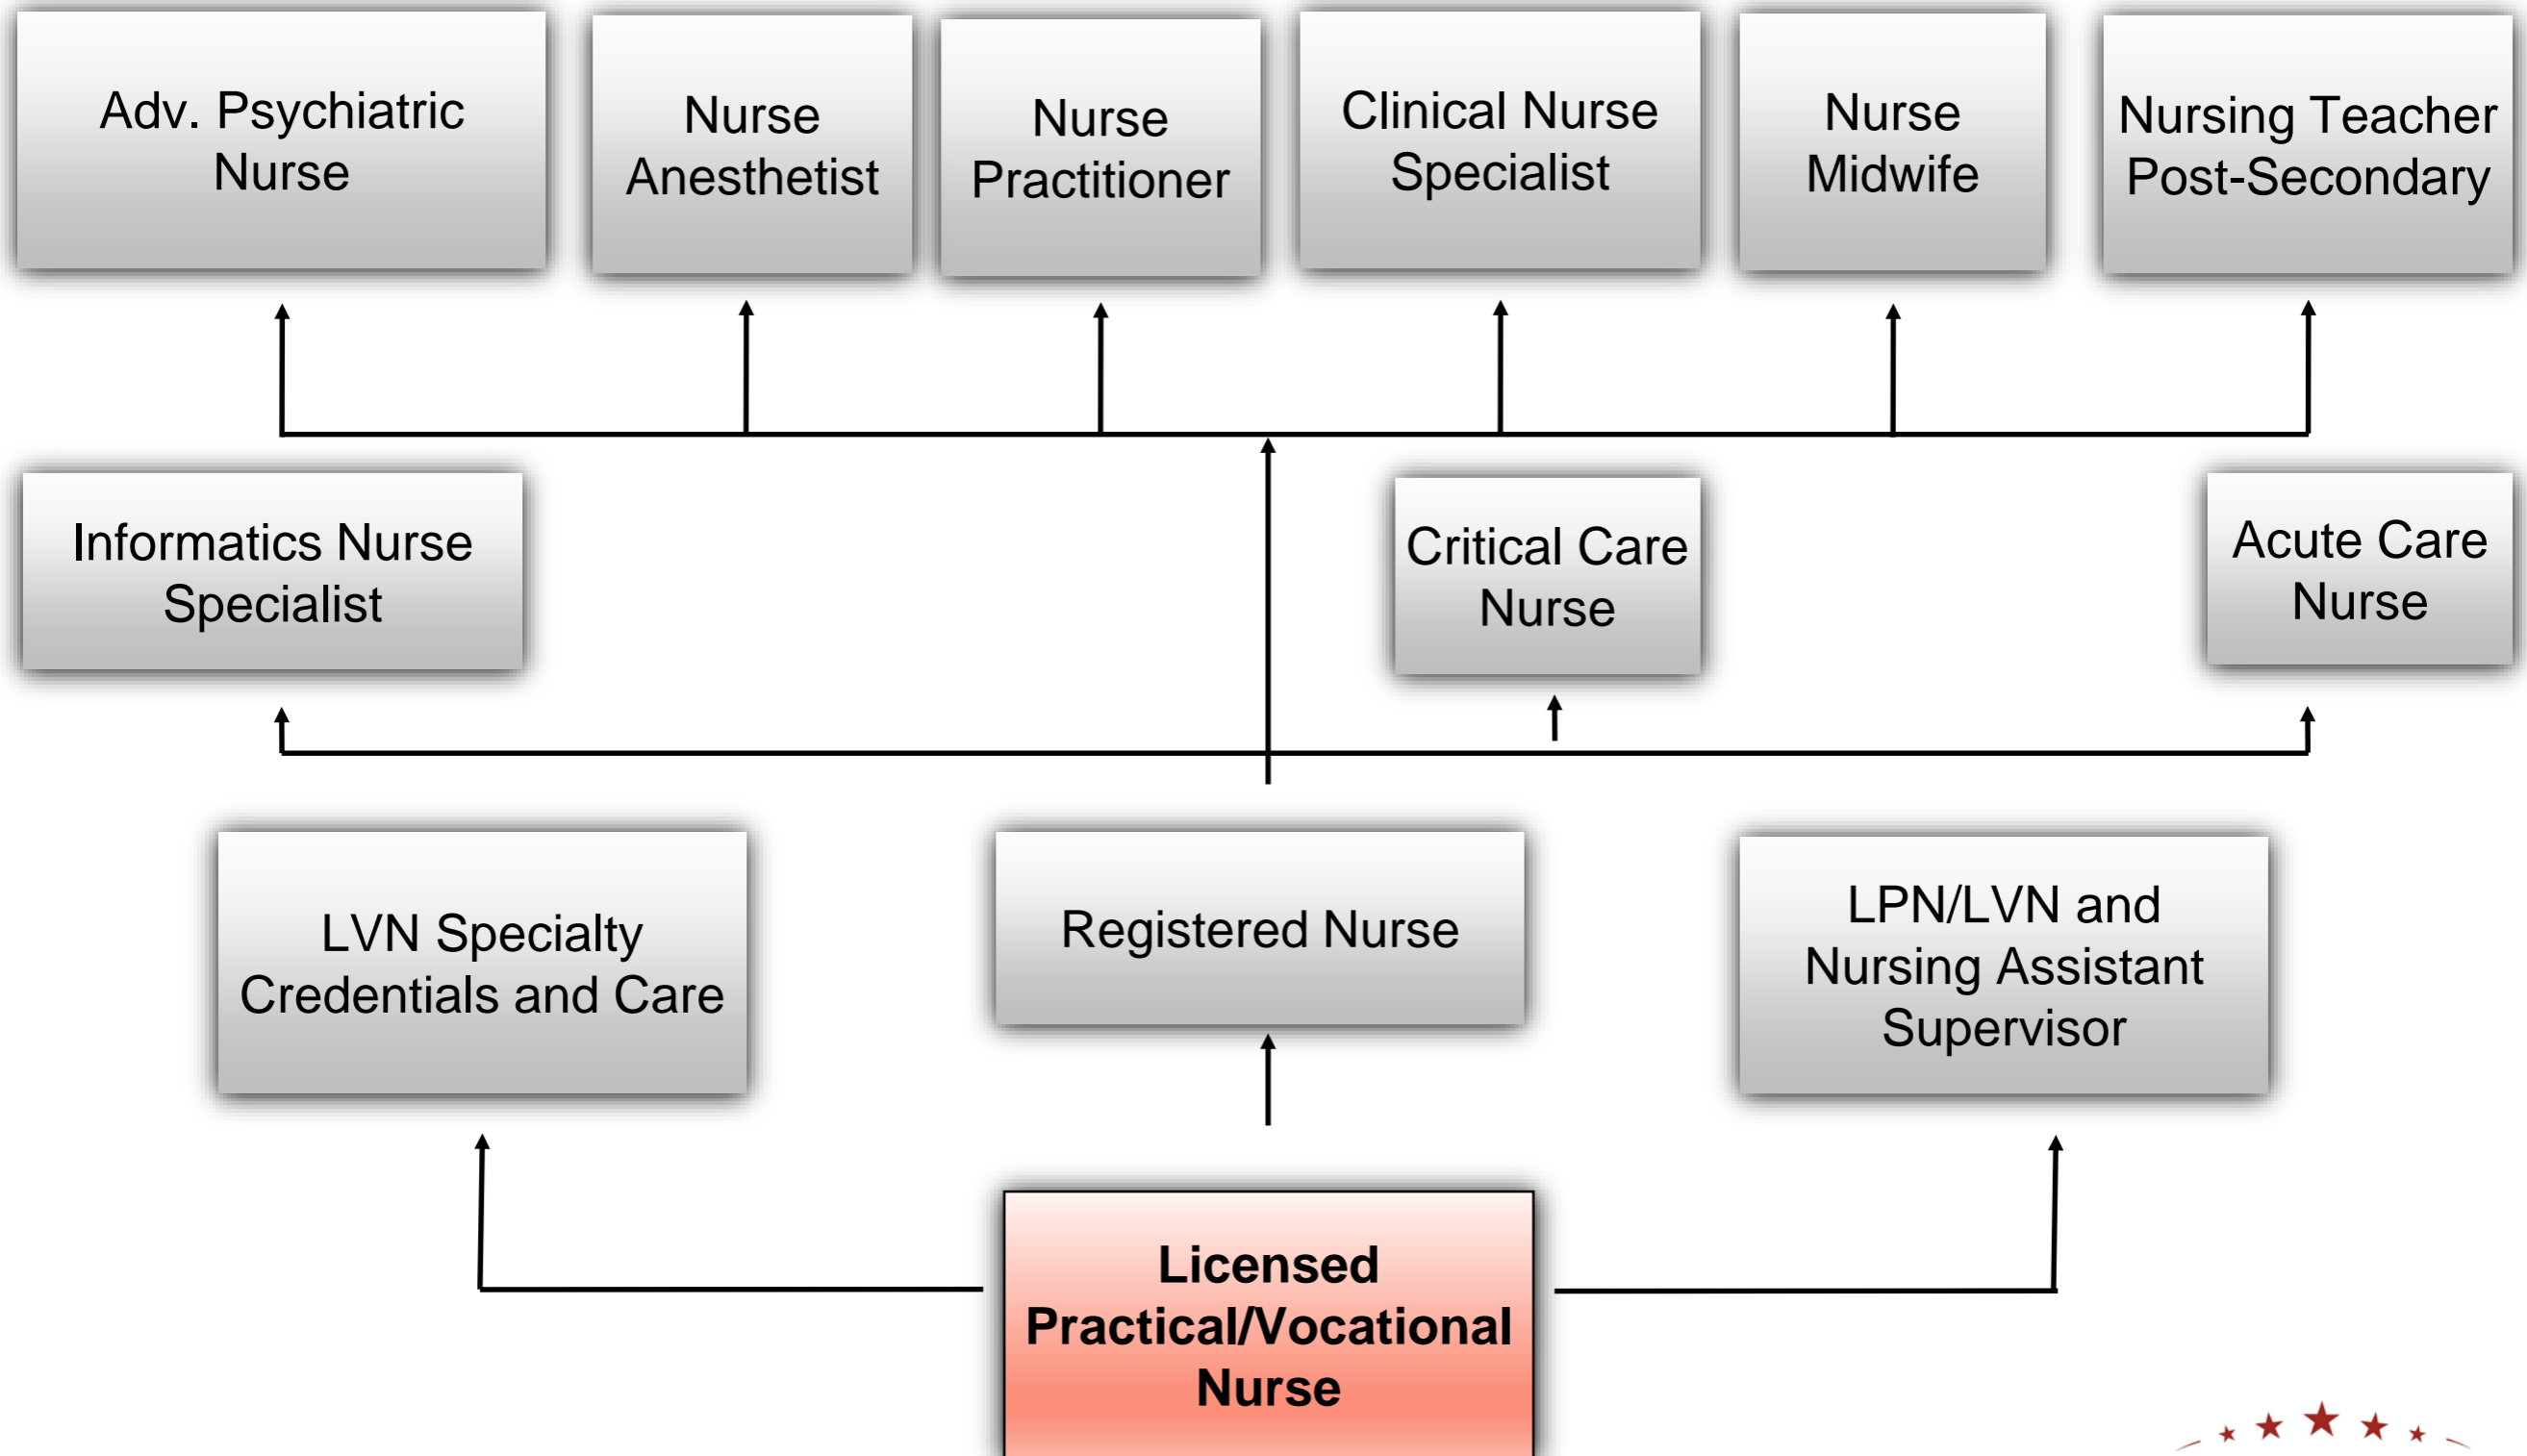 Adv. Psychiatric
Nurse
Nurse
Anesthetist
Nurse
Practitioner
Clinical Nurse
Specialist
Nurse
Midwife
Nursing Teacher
Post-Secondary
Informatics Nurse
Specialist
Critical Care
Nurse
Acute Care
Nurse
LVN Specialty
Credentials and Care
Registered Nurse
LPN/LVN and
Nursing Assistant
Supervisor
Licensed
Practical/Vocational
Nurse